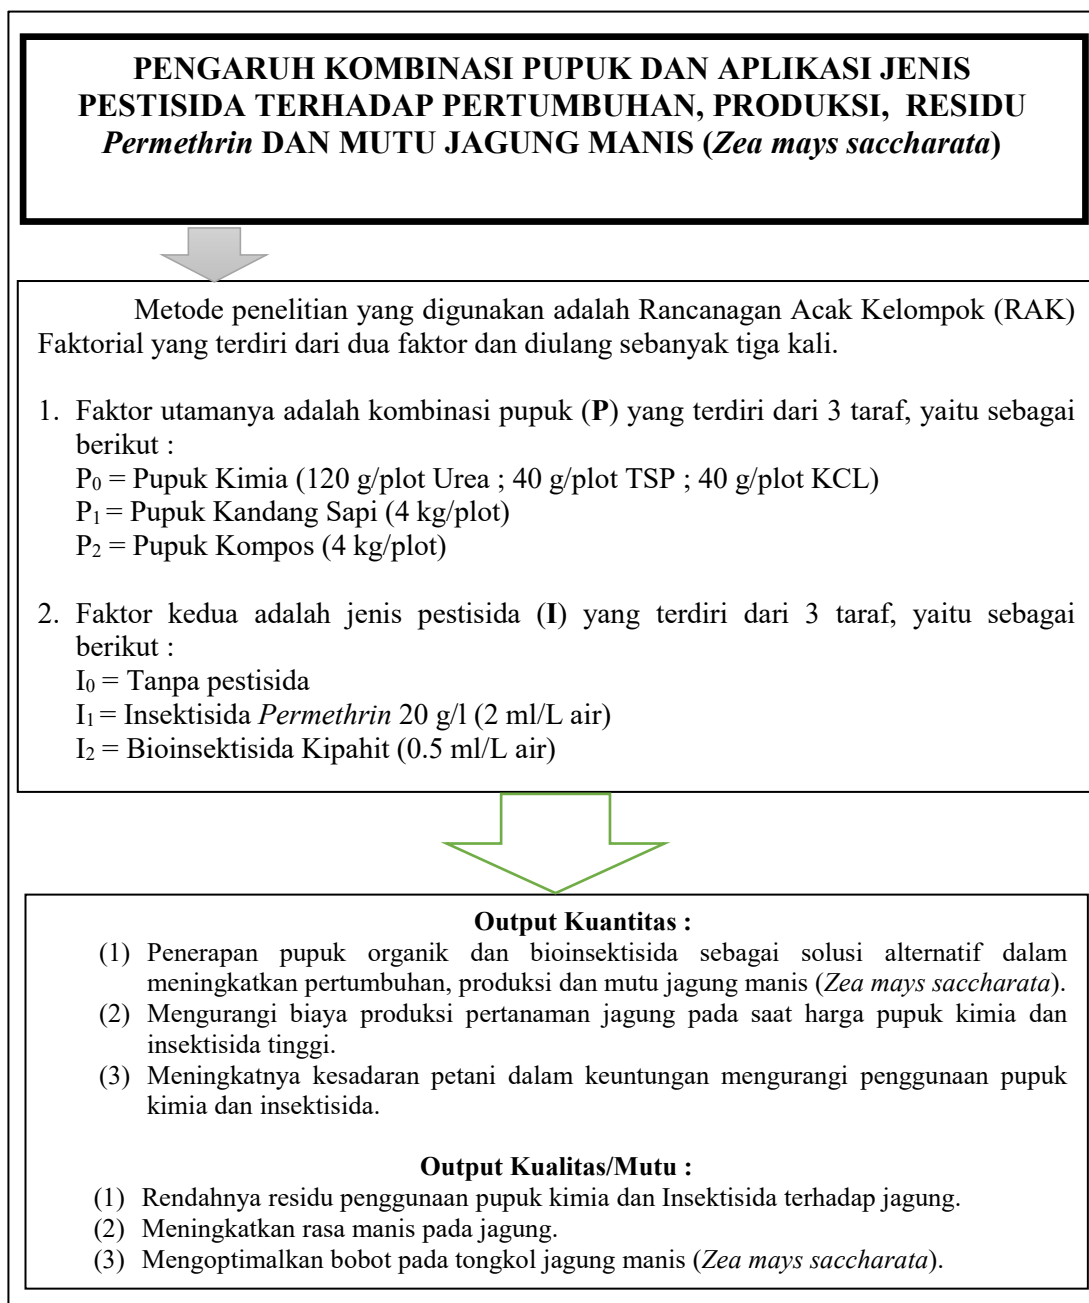 PENGARUH KOMBINASI PUPUK DAN APLIKASI JENIS
PESTISIDA TERHADAP PERTUMBUHAN, PRODUKSI, RESIDU
Permethrin DAN MUTU JAGUNG MANIS (Zea mays saccharata)
Metode penelitian yang digunakan adalah Rancanagan Acak Kelompok (RAK)
Faktorial yang terdiri dari dua faktor dan diulang sebanyak tiga kali.
1. Faktor utamanya adalah kombinasi pupuk (P) yang terdiri dari 3 taraf, yaitu sebagai
berikut :
P₀ = Pupuk Kimia (120 g/plot Urea ; 40 g/plot TSP ; 40 g/plot KCL)
P₁ = Pupuk Kandang Sapi (4 kg/plot)
P₂ = Pupuk Kompos (4 kg/plot)
2. Faktor kedua adalah jenis pestisida (I) yang terdiri dari 3 taraf, yaitu sebagai
berikut :
I₀ = Tanpa pestisida
I₁ = Insektisida Permethrin 20 g/l (2 ml/L air)
I₂ = Bioinsektisida Kipahit (0.5 ml/L air)
Output Kuantitas :
(1) Penerapan pupuk organik dan bioinsektisida sebagai solusi alternatif dalam
meningkatkan pertumbuhan, produksi dan mutu jagung manis (Zea mays saccharata).
(2) Mengurangi biaya produksi pertanaman jagung pada saat harga pupuk kimia dan
insektisida tinggi.
(3) Meningkatnya kesadaran petani dalam keuntungan mengurangi penggunaan pupuk
kimia dan insektisida.
Output Kualitas/Mutu :
(1) Rendahnya residu penggunaan pupuk kimia dan Insektisida terhadap jagung.
(2) Meningkatkan rasa manis pada jagung.
(3) Mengoptimalkan bobot pada tongkol jagung manis (Zea mays saccharata).